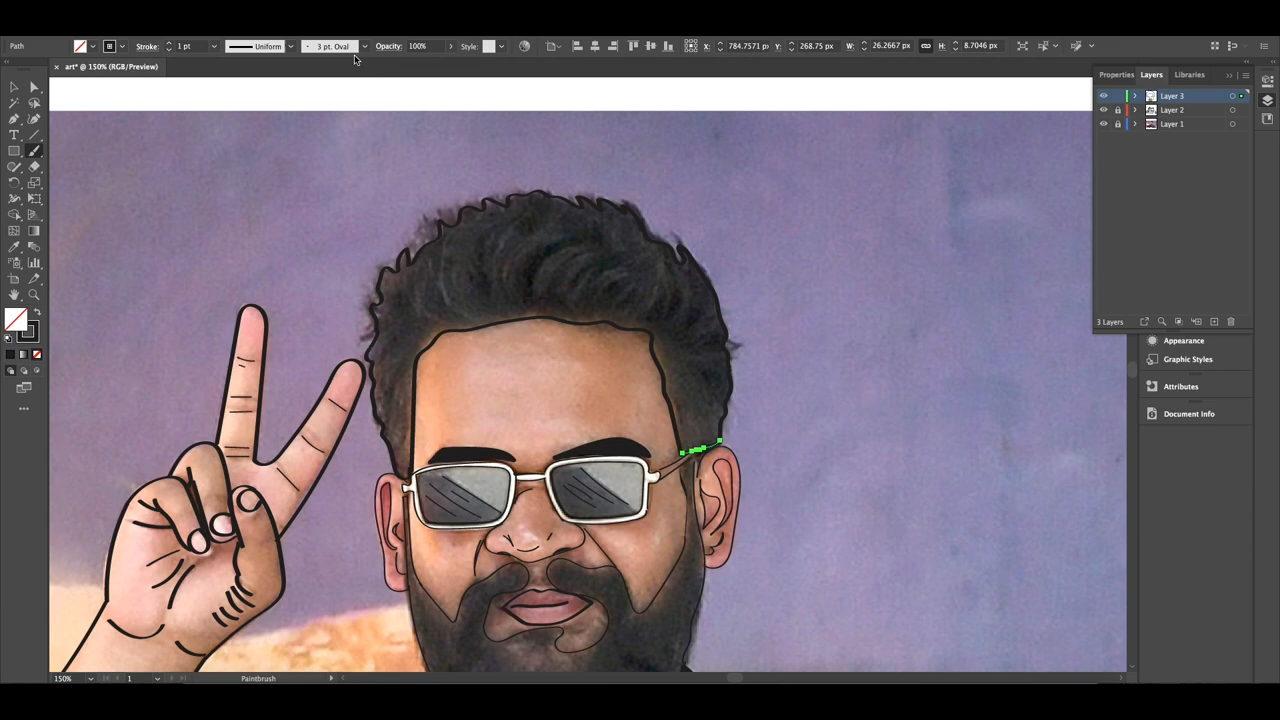 Path Stroke: 1 pt Uniform 3 pt. Oval Opacity: 100% Style: X: 784.7571 p Y: 268.75 px W: 26.2667 px H: 8.7046 px
art* @ 150% (RGB/Preview)
Properties Layers Libraries
Layer 3
Layer 2
Layer 1
3 Layers
Appearance
Graphic Styles
Attributes
Document Info
150% 1 Paintbrush